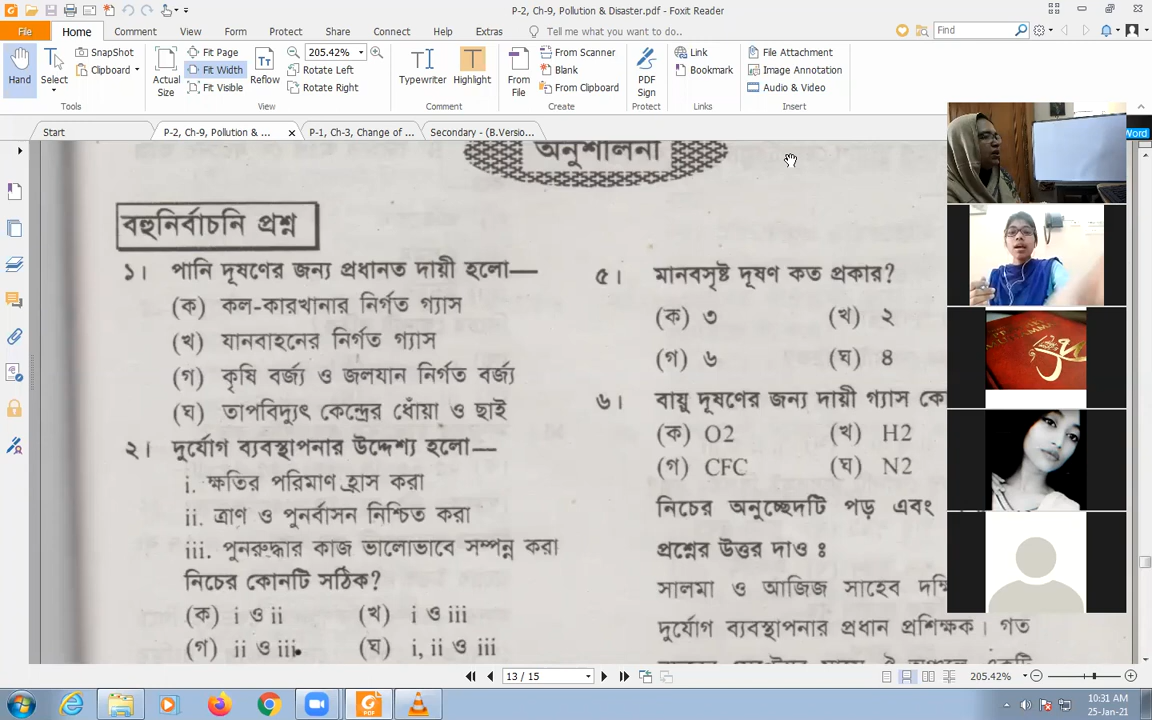 P-2, Ch-9, Pollution & Disaster.pdf - Foxit Reader
File Home Comment View Form Protect Share Connect Help Extras Tell me what you want to do.. Find
SnapShot Fit Page 205.42% From Scanner Link File Attachment
Hand Select Clipboard Actual Size Fit Width Reflow Rotate Left Typewriter Highlight From File Blank PDF Sign Bookmark Image Annotation
Fit Visible Rotate Right From Clipboard Audio & Video
Tools View Comment Create Protect Links Insert
Start P-2, Ch-9, Pollution & ... P-1, Ch-3, Change of ... Secondary - (B.Versio... Word
অনুশীলনী
বহুনির্বাচনি প্রশ্ন
১। পানি দূষণের জন্য প্রধানত দায়ী হলো—
(ক) কল-কারখানার নির্গত গ্যাস
(খ) যানবাহনের নির্গত গ্যাস
(গ) কৃষি বর্জ্য ও জলযান নির্গত বর্জ্য
(ঘ) তাপবিদ্যুৎ কেন্দ্রের ধোঁয়া ও ছাই
২। দুর্যোগ ব্যবস্থাপনার উদ্দেশ্য হলো—
i. ক্ষতির পরিমাণ হ্রাস করা
ii. ত্রাণ ও পুনর্বাসন নিশ্চিত করা
iii. পুনরুদ্ধার কাজ ভালোভাবে সম্পন্ন করা
নিচের কোনটি সঠিক?
(ক) i ও ii (খ) i ও iii
(গ) ii ও iii (ঘ) i, ii ও iii
৫। মানবসৃষ্ট দূষণ কত প্রকার?
(ক) ৩ (খ) ২
(গ) ৬ (ঘ) ৪
৬। বায়ু দূষণের জন্য দায়ী গ্যাস
(ক) O2 (খ) H2
(গ) CFC (ঘ) N2
নিচের অনুচ্ছেদটি পড় এবং
প্রশ্নের উত্তর দাও :
সালমা ও আজিজ সাহেব
দুর্যোগ ব্যবস্থাপনার প্রধান প্রশিক্ষক। গত
13 / 15 205.42%
10:31 AM
25-Jan-21